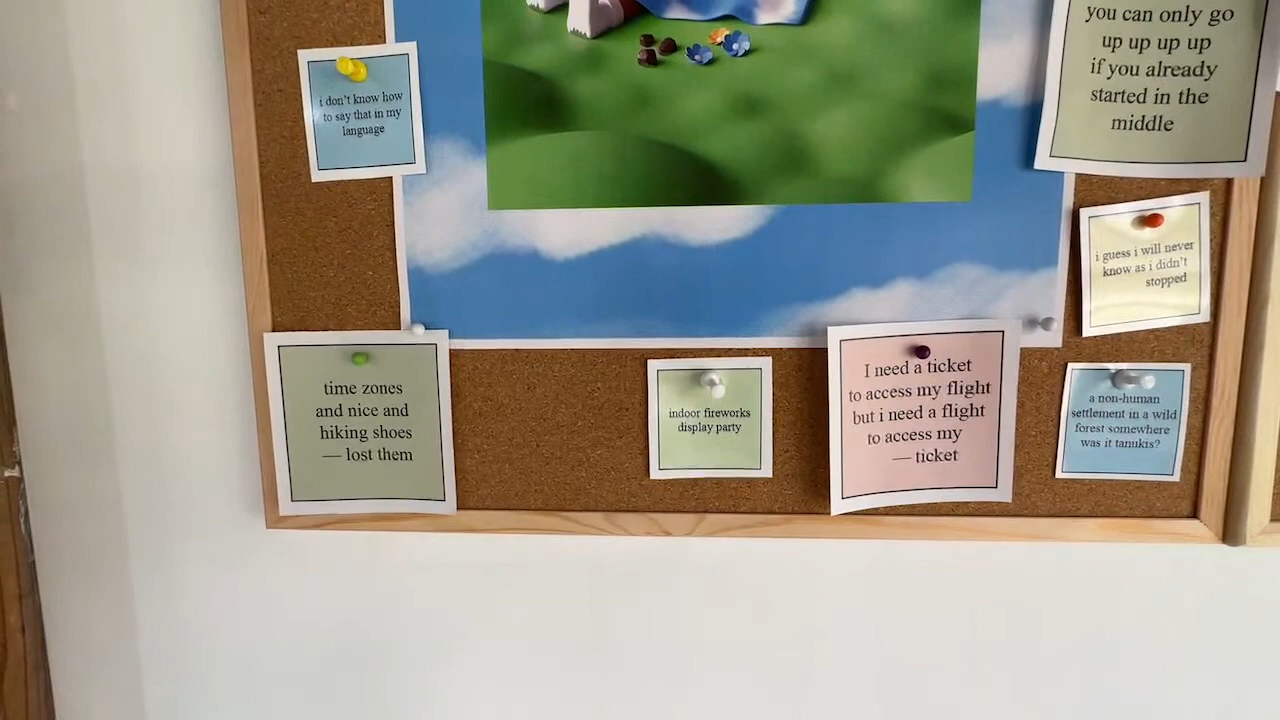 you can only go
up up up up
if you already
started in the
middle
i don't know how
to say that in my
language
i guess i will never
know as i didn't
stopped
time zones
and nice and
hiking shoes
— lost them
indoor fireworks
display party
I need a ticket
to access my flight
but i need a flight
to access my
— ticket
a non-human
settlement in a wild
forest somewhere
was it tanukis?